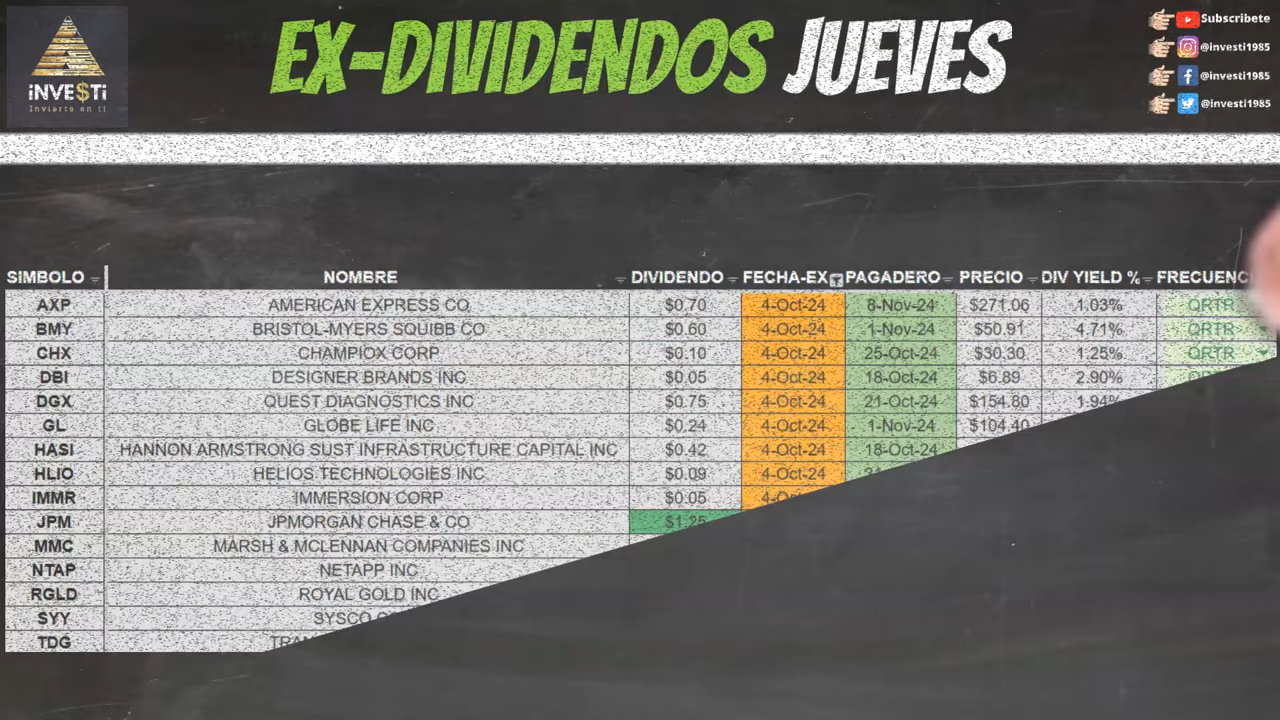 EX-DIVIDENDOS JUEVES
iNVE$Ti
Invierte en ti
Subscribete
@investi1985
@investi1985
@investi1985
SIMBOLO NOMBRE DIVIDENDO FECHA-EX PAGADERO PRECIO DIV YIELD % FRECUENC
AXP AMERICAN EXPRESS CO $0.70 4-Oct-24 8-Nov-24 $271.06 1.03% QRTR
BMY BRISTOL-MYERS SQUIBB CO $0.60 4-Oct-24 1-Nov-24 $50.91 4.71% QRTR
CHX CHAMPIOX CORP $0.10 4-Oct-24 25-Oct-24 $30.30 1.25% QRTR
DBI DESIGNER BRANDS INC $0.05 4-Oct-24 18-Oct-24 $6.89 2.90%
DGX QUEST DIAGNOSTICS INC $0.75 4-Oct-24 21-Oct-24 $154.80 1.94%
GL GLOBE LIFE INC $0.24 4-Oct-24 1-Nov-24 $104.40
HASI HANNON ARMSTRONG SUST INFRASTRUCTURE CAPITAL INC $0.42 4-Oct-24 18-Oct-24
HLIO HELIOS TECHNOLOGIES INC $0.09 4-Oct-24
IMMR IMMERSION CORP $0.05
JPM JPMORGAN CHASE & CO $1.25
MMC MARSH & MCLENNAN COMPANIES INC
NTAP NETAPP INC
RGLD ROYAL GOLD INC
SYY SYSCO
TDG